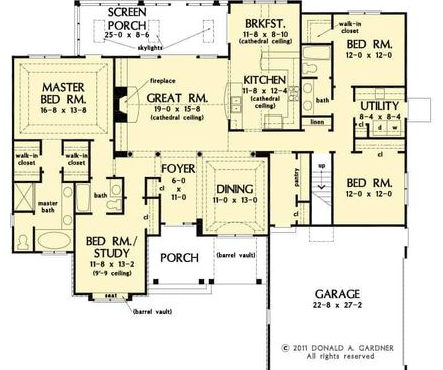 SCREEN
PORCH
25-0 x 8-6
skylights
BRKFST.
11-8 x 8-10
(cathedral ceiling)
walk-in
closet
BED RM.
12-0 x 12-0
MASTER
BED RM.
16-8 x 13-8
fireplace
GREAT RM.
19-0 x 15-8
(cathedral ceiling)
KITCHEN
11-8 x 12-4
(cathedral
ceiling)
bath
UTILITY
8-4 x 8-4
d w
linen
cl
walk-in
closet
walk-in
closet
FOYER
6-0
x
11-0
DINING
11-0 x 13-0
pantry
up
BED RM.
12-0 x 12-0
master
bath
bath
cl
cl
cl
BED RM./
STUDY
11-8 x 13-2
(9'-9 ceiling)
PORCH
(barrel vault)
seat
(barrel vault)
GARAGE
22-8 x 27-2
© 2011 DONALD A. GARDNER
All rights reserved